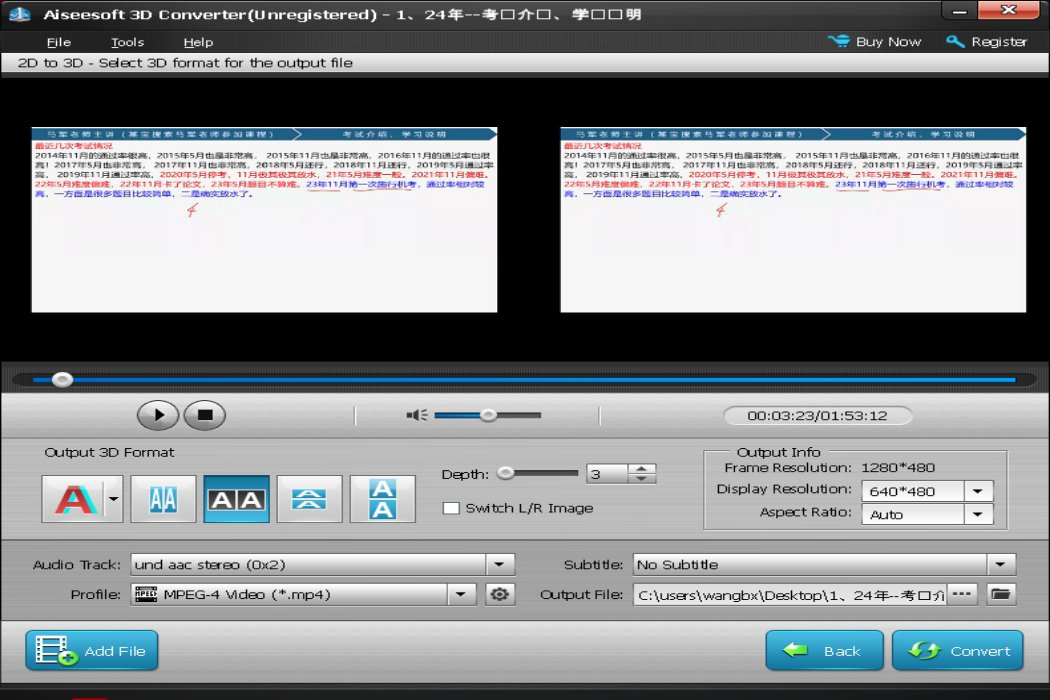 Aiseesoft 3D Converter(Unregistered) - 1、24年--考□介□、学□□明
File Tools Help Buy Now Register
2D to 3D - Select 3D format for the output file
马军老师主讲（某宝搜索马军老师参加课程） 考试介绍、学习说明
最近几次考试情况
2014年11月的通过率很高，2015年5月也是非常高，2015年11月也是非常高，2016年11月的通过率也很
高！2017年5月也非常高，2017年11月也非常高，2018年5月还行，2018年11月还行，2019年5月通过率
高，2019年11月通过率高，2020年5月停考，11月极其极其放水，21年5月难度一般。2021年11月偏难。
22年5月难度偏难，22年11月卡了论文，23年5月题目不算难。23年11月第一次施行机考，通过率相对较
高，一方面是很多题目比较简单，二是确实放水了。
马军老师主讲（某宝搜索马军老师参加课程） 考试介绍、学习说明
最近几次考试情况
2014年11月的通过率很高，2015年5月也是非常高，2015年11月也是非常高，2016年11月的通过率也很
高！2017年5月也非常高，2017年11月也非常高，2018年5月还行，2018年11月还行，2019年5月通过率
高，2019年11月通过率高，2020年5月停考，11月极其极其放水，21年5月难度一般。2021年11月偏难。
22年5月难度偏难，22年11月卡了论文，23年5月题目不算难。23年11月第一次施行机考，通过率相对较
高，一方面是很多题目比较简单，二是确实放水了。
00:03:23/01:53:12
Output 3D Format
Depth: 3
Switch L/R Image
Output Info
Frame Resolution: 1280*480
Display Resolution: 640*480
Aspect Ratio: Auto
Audio Track: und aac stereo (0x2) Subtitle: No Subtitle
Profile: MPEG-4 Video (*.mp4) Output File: C:\users\wangbx\Desktop\1、24年--考□介 ...
Add File Back Convert